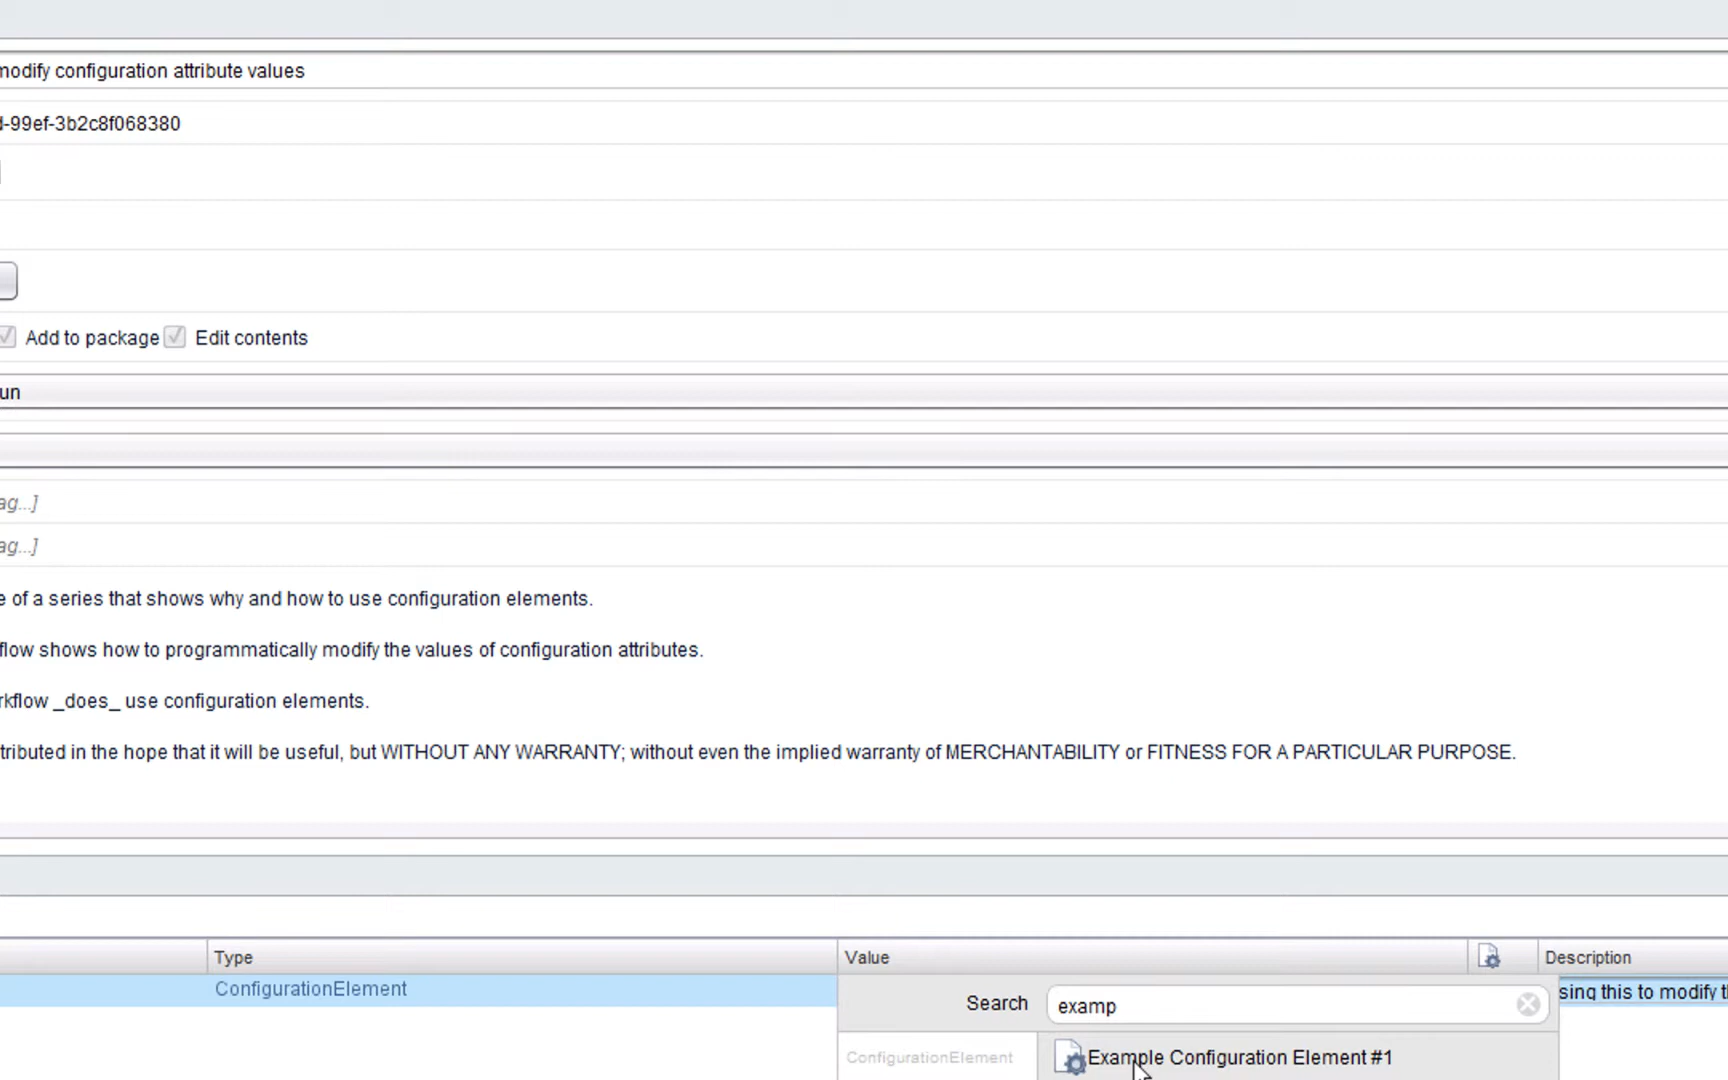 modify configuration attribute values
-99ef-3b2c8f068380
Add to package Edit contents
un
ag...]
ag...]
e of a series that shows why and how to use configuration elements.
flow shows how to programmatically modify the values of configuration attributes.
rkflow _does_ use configuration elements.
tributed in the hope that it will be useful, but WITHOUT ANY WARRANTY; without even the implied warranty of MERCHANTABILITY or FITNESS FOR A PARTICULAR PURPOSE.
Type Value Description
ConfigurationElement sing this to modify t
Search examp
ConfigurationElement Example Configuration Element #1